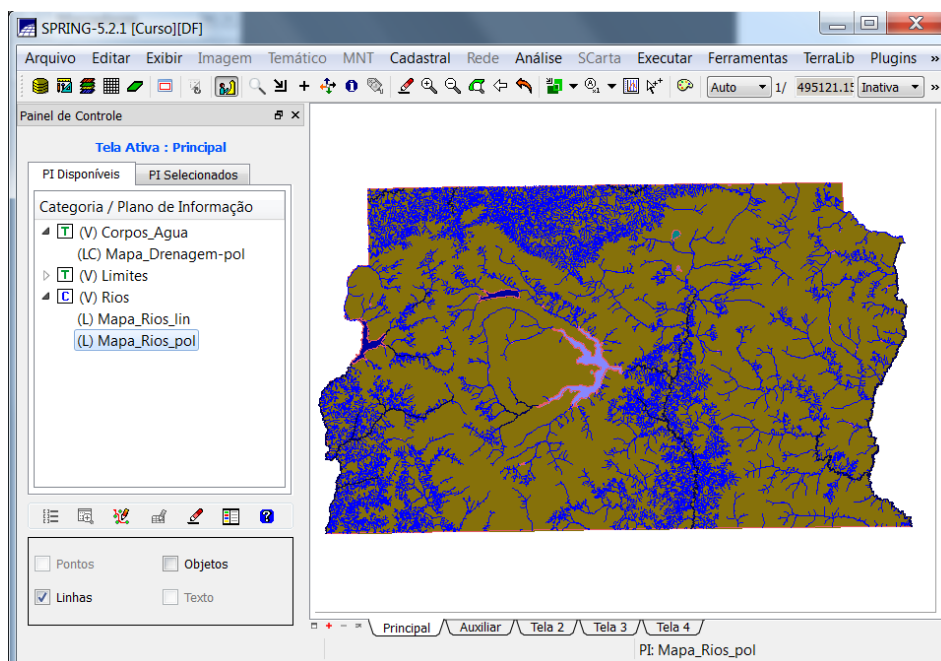 SPRING-5.2.1 [Curso][DF]
Arquivo Editar Exibir Imagem Temático MNT Cadastral Rede Análise SCarta Executar Ferramentas TerraLib Plugins »
Auto 1/ 495121.15 Inativa »
Painel de Controle
Tela Ativa : Principal
PI Disponíveis PI Selecionados
Categoria / Plano de Informação
T (V) Corpos_Agua
(LC) Mapa_Drenagem-pol
T (V) Limites
C (V) Rios
(L) Mapa_Rios_lin
(L) Mapa_Rios_pol
Pontos Objetos
Linhas Texto
Principal Auxiliar Tela 2 Tela 3 Tela 4
PI: Mapa_Rios_pol